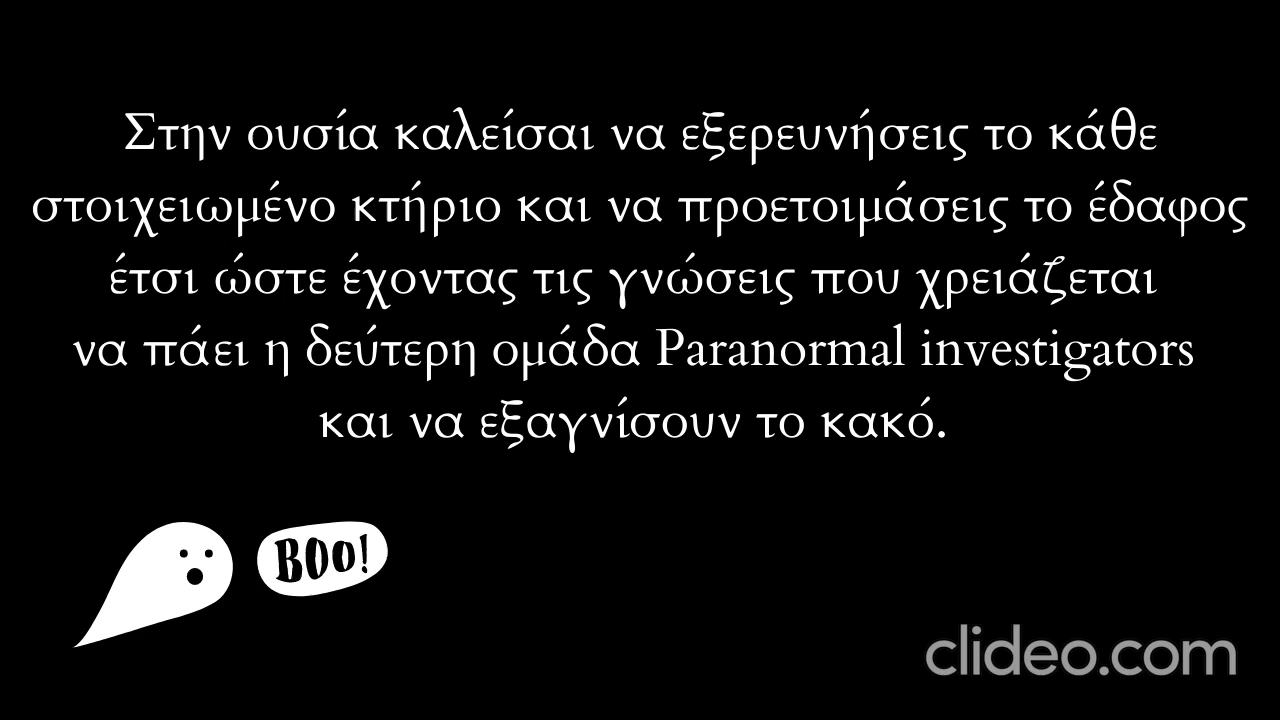 Στην ουσία καλείσαι να εξερευνήσεις το κάθε
στοιχειωμένο κτήριο και να προετοιμάσεις το έδαφος
έτσι ώστε έχοντας τις γνώσεις που χρειάζεται
να πάει η δεύτερη ομάδα Paranormal investigators
και να εξαγνίσουν το κακό.
BOO!
clideo.com